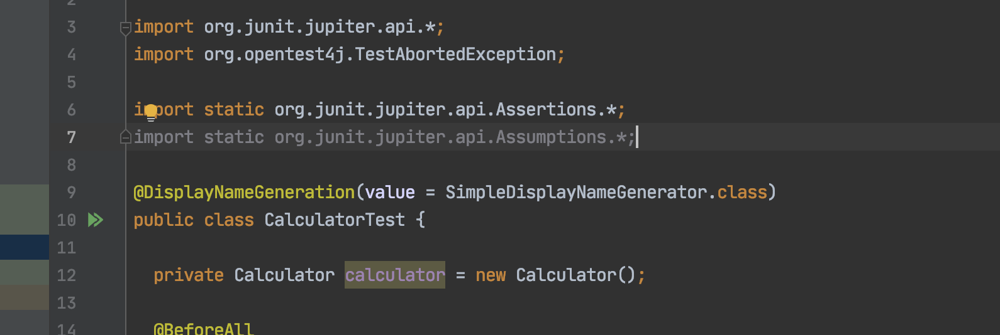 2
3 import org.junit.jupiter.api.*;
4 import org.opentest4j.TestAbortedException;
5
6 import static org.junit.jupiter.api.Assertions.*;
7 import static org.junit.jupiter.api.Assumptions.*;
8
9 @DisplayNameGeneration(value = SimpleDisplayNameGenerator.class)
10 public class CalculatorTest {
11
12 private Calculator calculator = new Calculator();
13
14 @BeforeAll